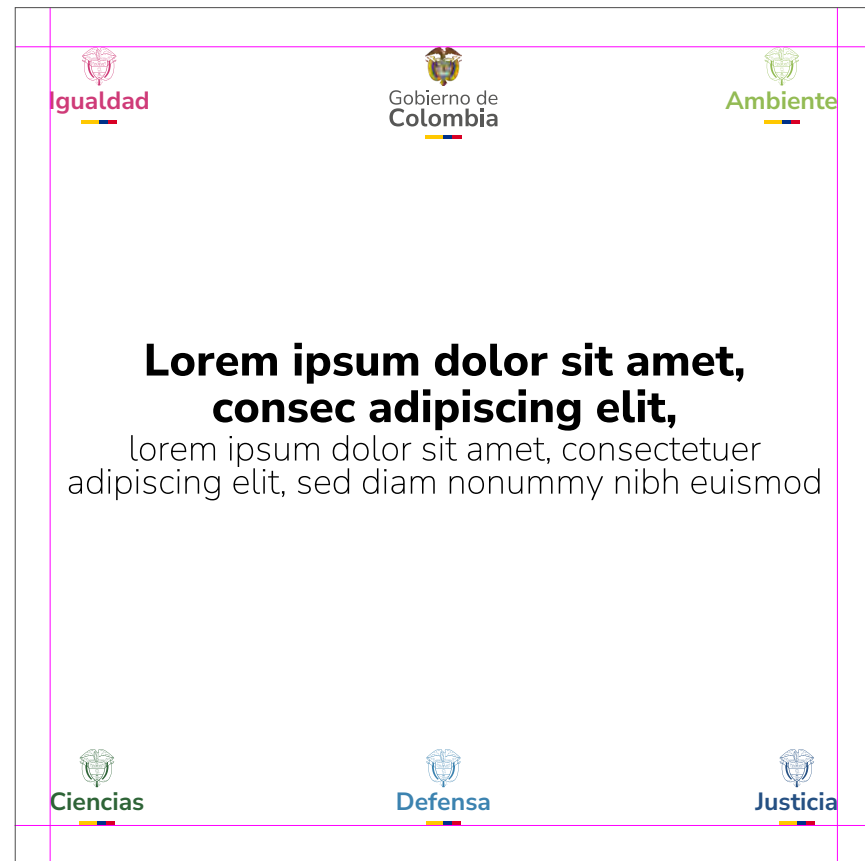 Igualdad
Gobierno de
Colombia
Ambiente
Lorem ipsum dolor sit amet,
consec adipiscing elit,
lorem ipsum dolor sit amet, consectetuer
adipiscing elit, sed diam nonummy nibh euismod
Ciencias
Defensa
Justicia